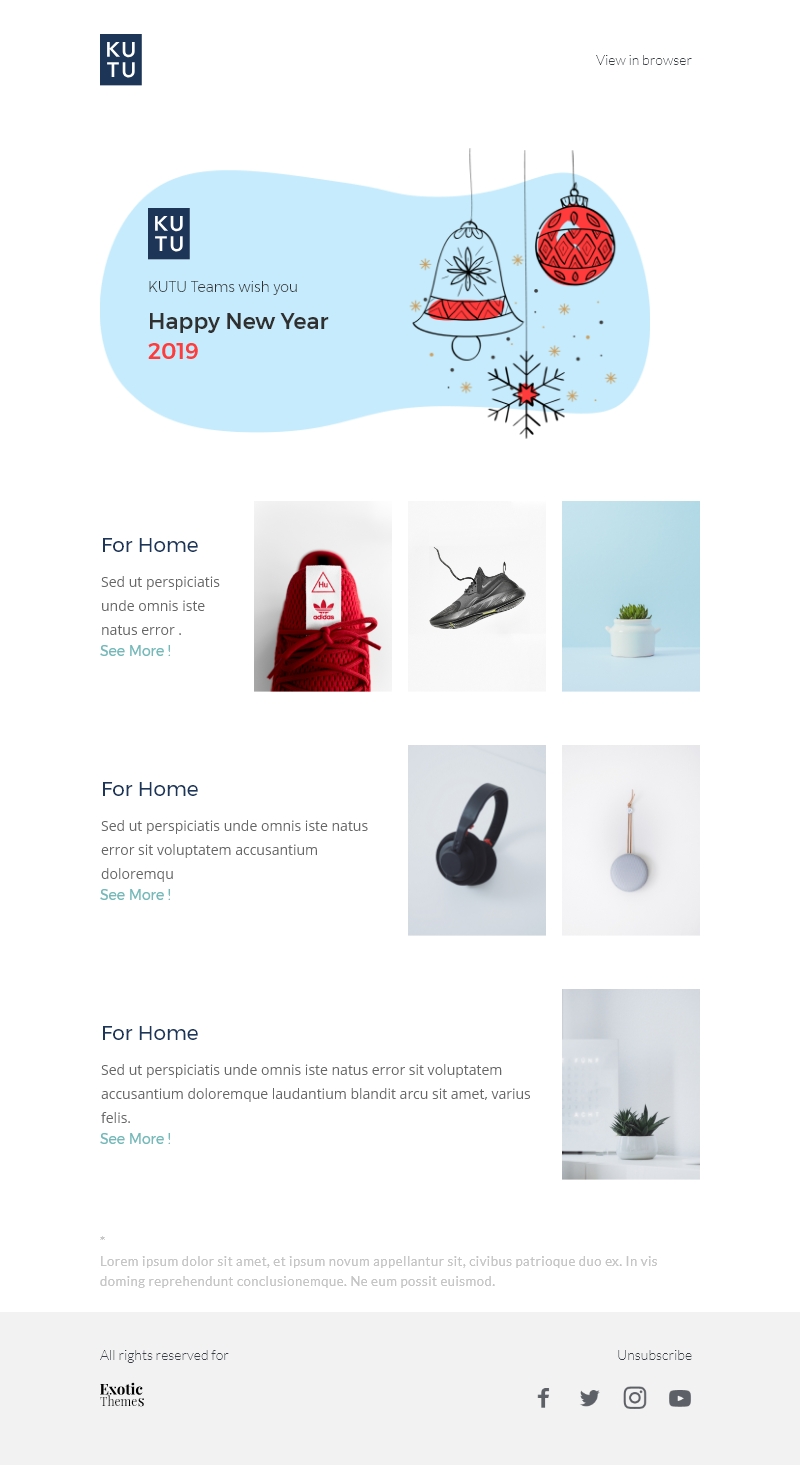 KU
TU
View in browser
KU
TU
KUTU Teams wish you
Happy New Year
2019
For Home
Sed ut perspiciatis
unde omnis iste
natus error .
See More !
Hu
adidas
For Home
Sed ut perspiciatis unde omnis iste natus
error sit voluptatem accusantium
doloremqu
See More !
For Home
Sed ut perspiciatis unde omnis iste natus error sit voluptatem
accusantium doloremque laudantium blandit arcu sit amet, varius
felis.
See More !
*
Lorem ipsum dolor sit amet, et ipsum novum appellantur sit, civibus patrioque duo ex. In vis
doming reprehendunt conclusionemque. Ne eum possit euismod.
All rights reserved for
Unsubscribe
Exotic
Themes